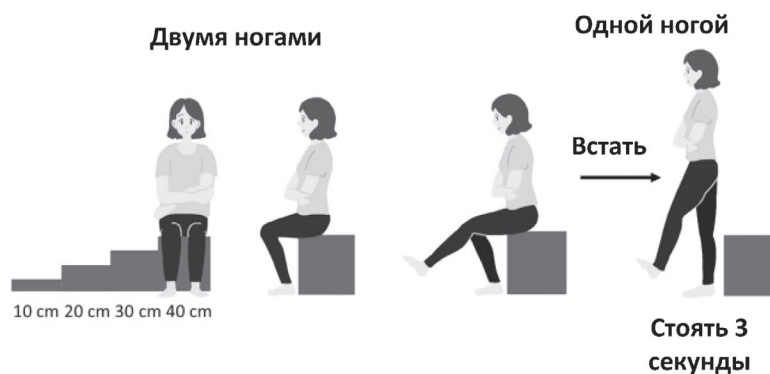 Двумя ногами
Одной ногой
Встать
10 cm 20 cm 30 cm 40 cm
Стоять 3
секунды